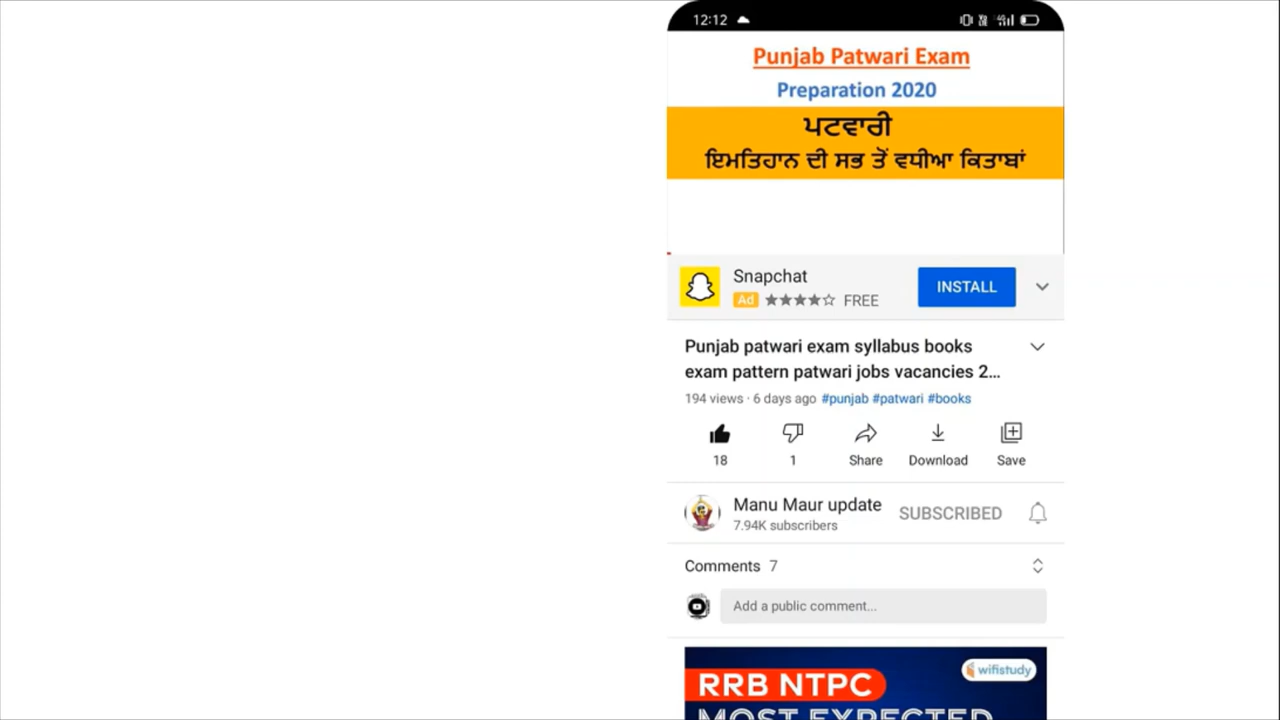 12:12
Punjab Patwari Exam
Preparation 2020
ਪਟਵਾਰੀ
ਇਮਤਿਹਾਨ ਦੀ ਸਭ ਤੋਂ ਵਧੀਆ ਕਿਤਾਬਾਂ
Snapchat
Ad FREE
INSTALL
Punjab patwari exam syllabus books
exam pattern patwari jobs vacancies 2...
194 views · 6 days ago #punjab #patwari #books
18 1 Share Download Save
Manu Maur update
7.94K subscribers
SUBSCRIBED
Comments 7
Add a public comment...
wifistudy
RRB NTPC
MOST EXPECTED